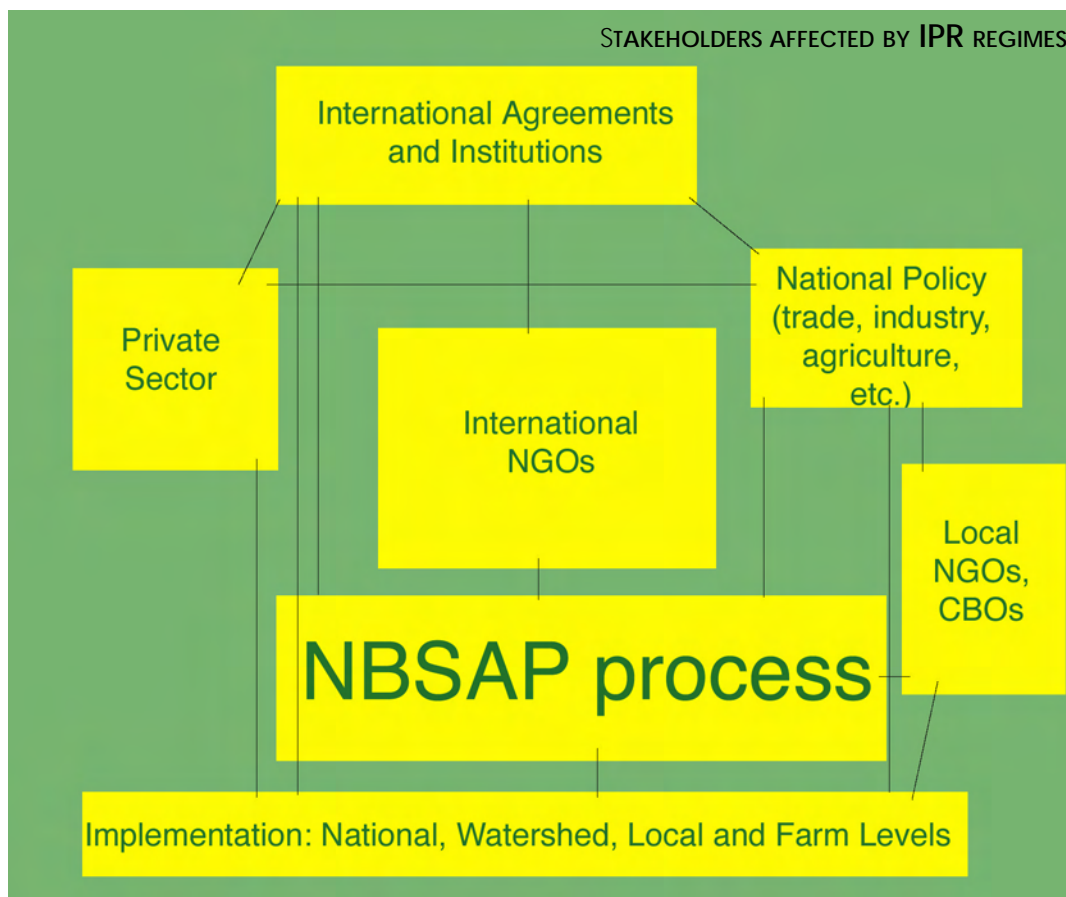 STAKEHOLDERS AFFECTED BY IPR REGIMES
International Agreements
and Institutions
Private
Sector
National Policy
(trade, industry,
agriculture,
etc.)
International
NGOs
Local
NGOs,
CBOs
NBSAP process
Implementation: National, Watershed, Local and Farm Levels